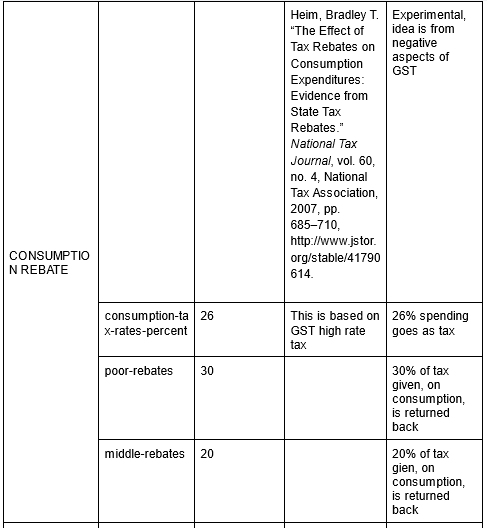 Heim, Bradley T.
“The Effect of
Tax Rebates on
Consumption
Expenditures:
Evidence from
State Tax
Rebates.”
National Tax
Journal, vol. 60,
no. 4, National
Tax Association,
2007, pp.
685–710,
http://www.jstor.
org/stable/41790
614.
Experimental,
idea is from
negative
aspects of
GST
CONSUMPTIO
N REBATE
consumption-ta
x-rates-percent
26
This is based on
GST high rate
tax
26% spending
goes as tax
poor-rebates
30
30% of tax
given, on
consumption,
is returned
back
middle-rebates
20
20% of tax
gien, on
consumption,
is returned
back